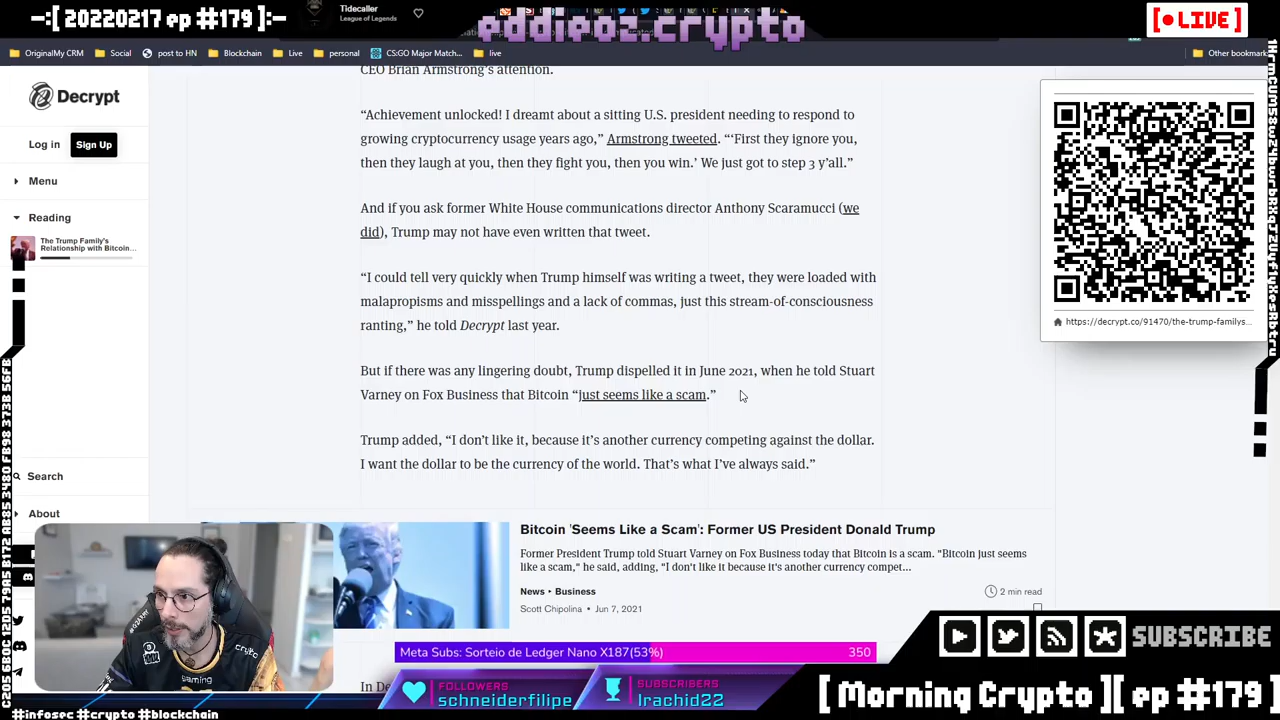 -:[ 20220217 ep #179 ]:-
Tidecaller
League of Legends
eddieoz.crypto
[ ● LIVE ]
OriginalMy CRM
Social
post to HN
Blockchain
Live
personal
CS:GO Major Match...
live
Other bookmark
Decrypt
Log in
Sign Up
Menu
Reading
The Trump Family's
Relationship with Bitcoin...
Search
About
CEO Brian Armstrong's attention.
“Achievement unlocked! I dreamt about a sitting U.S. president needing to respond to
growing cryptocurrency usage years ago,” Armstrong tweeted. “‘First they ignore you,
then they laugh at you, then they fight you, then you win.’ We just got to step 3 y’all.”
And if you ask former White House communications director Anthony Scaramucci (we
did), Trump may not have even written that tweet.
“I could tell very quickly when Trump himself was writing a tweet, they were loaded with
malapropisms and misspellings and a lack of commas, just this stream-of-consciousness
ranting,” he told Decrypt last year.
But if there was any lingering doubt, Trump dispelled it in June 2021, when he told Stuart
Varney on Fox Business that Bitcoin “just seems like a scam.”
Trump added, “I don’t like it, because it’s another currency competing against the dollar.
I want the dollar to be the currency of the world. That’s what I’ve always said.”
https://decrypt.co/91470/the-trump-familys...
Bitcoin 'Seems Like a Scam': Former US President Donald Trump
Former President Trump told Stuart Varney on Fox Business today that Bitcoin is a scam. "Bitcoin just seems
like a scam," he said, adding, "I don't like it because it's another currency compet...
News ‣ Business
2 min read
Scott Chipolina • Jun 7, 2021
Meta Subs: Sorteio de Ledger Nano X187(53%)
350
In De
FOLLOWERS
schneiderfilipe
SUBSCRIBERS
lrachid22
SUBSCRIBE
[ Morning Crypto ][ ep #179 ]
#infosec #crypto #blockchain